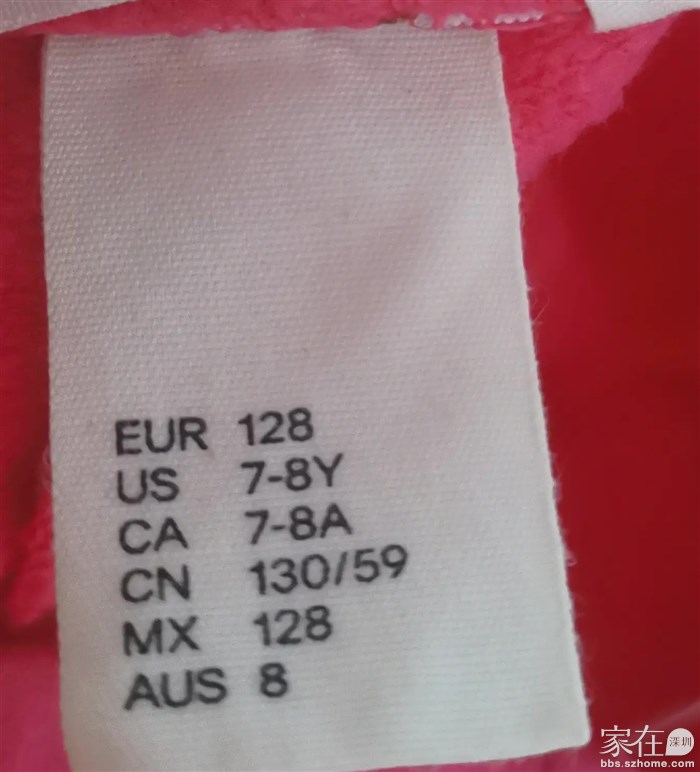 EUR 128
US 7-8Y
CA 7-8A
CN 130/59
MX 128
AUS 8
家在深圳
bbs.szhome.com